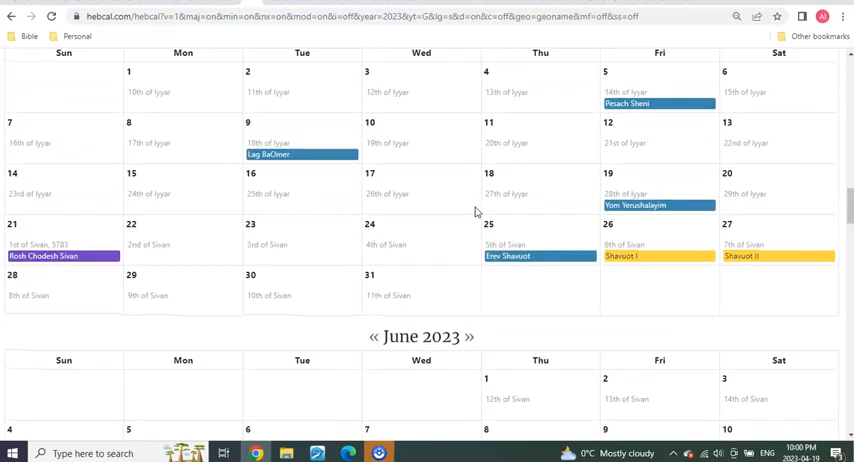 hebcal.com/hebcal?v=1&maj=on&min=on&nx=on&mod=on&i=off&year=2023&yt=G&lg=s&d=on&c=off&geo=geoname&mf=off&ss=off
AI
Bible Personal Other bookmarks
Sun Mon Tue Wed Thu Fri Sat
1 2 3 4 5 6
10th of Iyyar 11th of Iyyar 12th of Iyyar 13th of Iyyar 14th of Iyyar 15th of Iyyar
Pesach Sheni
7 8 9 10 11 12 13
16th of Iyyar 17th of Iyyar 18th of Iyyar 19th of Iyyar 20th of Iyyar 21st of Iyyar 22nd of Iyyar
Lag BaOmer
14 15 16 17 18 19 20
23rd of Iyyar 24th of Iyyar 25th of Iyyar 26th of Iyyar 27th of Iyyar 28th of Iyyar 29th of Iyyar
Yom Yerushalayim
21 22 23 24 25 26 27
1st of Sivan, 5783 2nd of Sivan 3rd of Sivan 4th of Sivan 5th of Sivan 6th of Sivan 7th of Sivan
Rosh Chodesh Sivan Erev Shavuot Shavuot I Shavuot II
28 29 30 31
8th of Sivan 9th of Sivan 10th of Sivan 11th of Sivan
« June 2023 »
Sun Mon Tue Wed Thu Fri Sat
1 2 3
12th of Sivan 13th of Sivan 14th of Sivan
4 5 6 7 8 9 10
Type here to search 0°C Mostly cloudy ENG 10:00 PM
2023-04-19
3